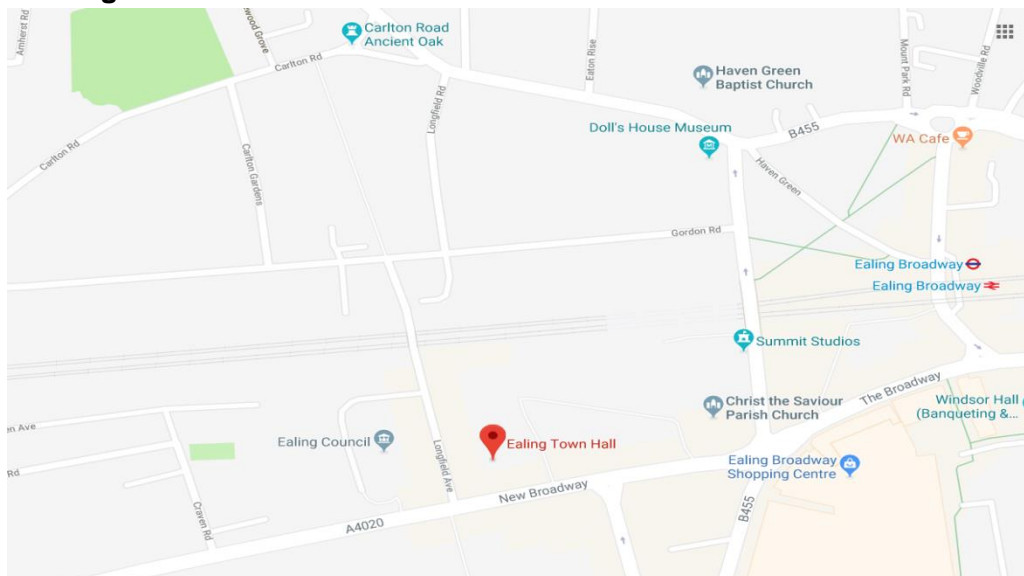 Amherst Rd
Carlton Road
Ancient Oak
Carlton Rd
Eaton Rise
Haven Green
Baptist Church
Mount Park Rd
Woodville Rd
Longfield Rd
Doll's House Museum
B455
WA Cafe
Carlton Rd
Carlton Gardens
Haven Green
Gordon Rd
Ealing Broadway
Ealing Broadway
Summit Studios
The Broadway
Christ the Saviour
Parish Church
Windsor Hall
(Banqueting &...
en Ave
Ealing Council
Ealing Town Hall
Longfield Ave
Ealing Broadway
Shopping Centre
Rd
New Broadway
Craven Rd
A4020
B455